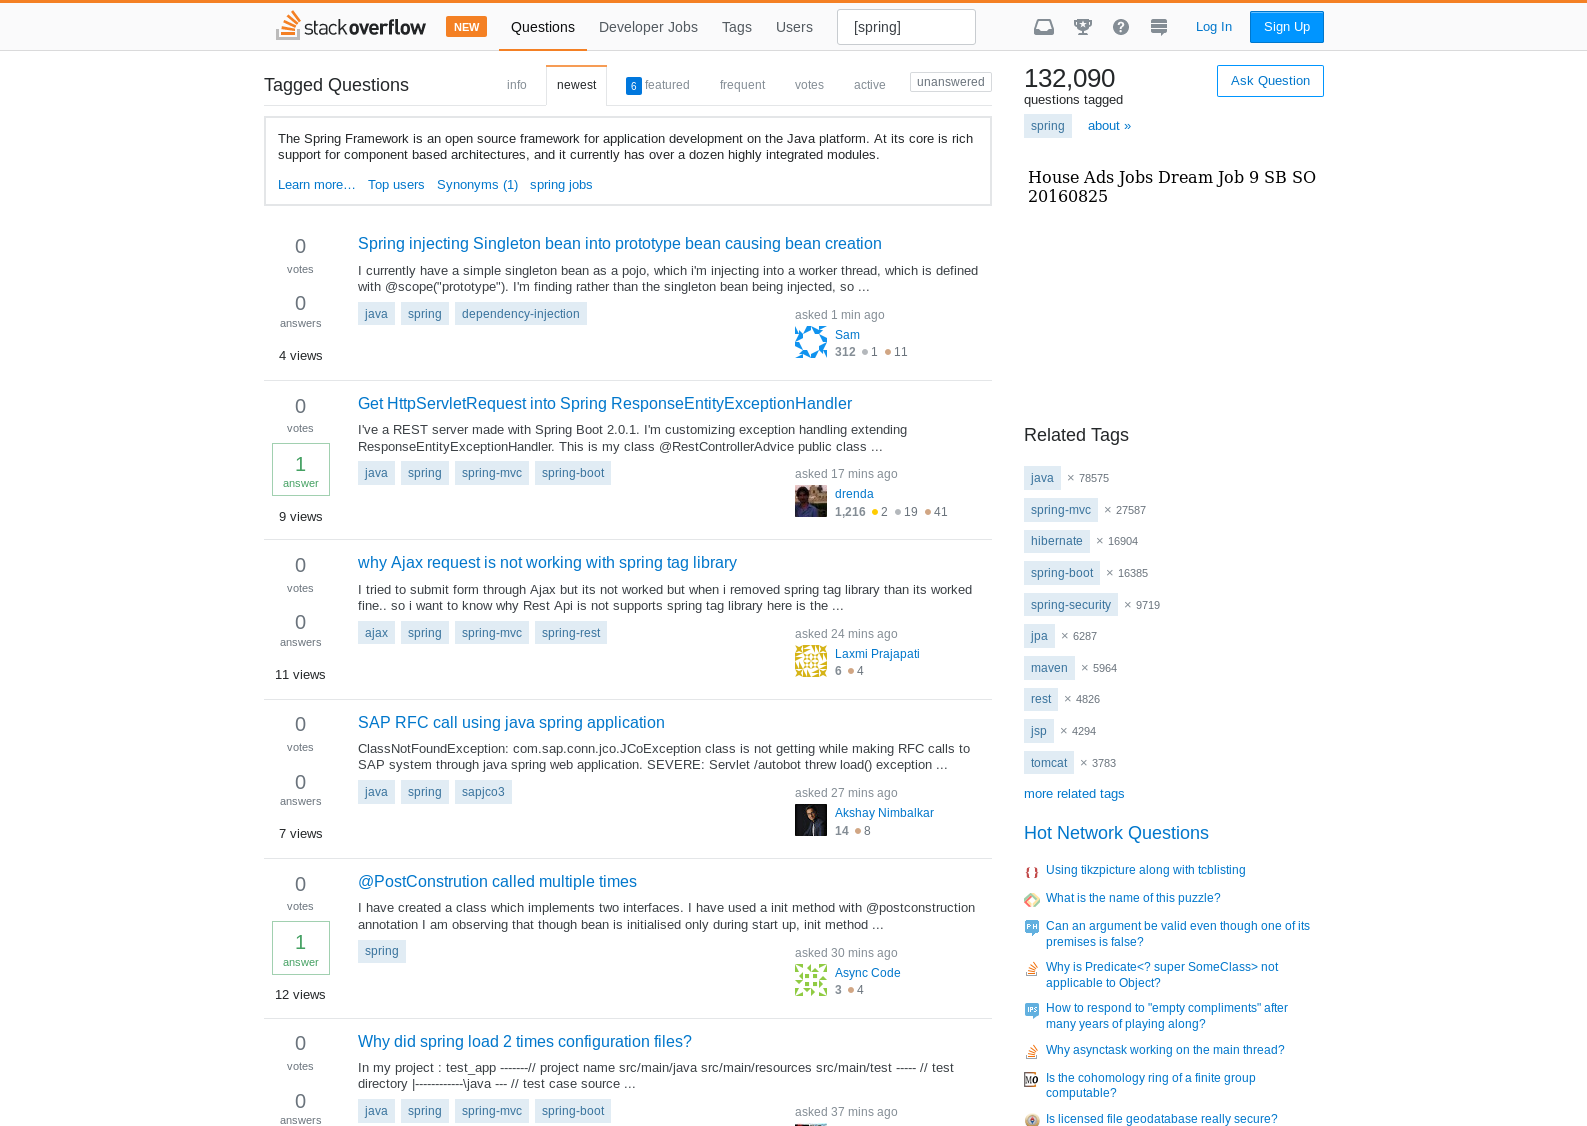 stackoverflow NEW Questions Developer Jobs Tags Users [spring] Log In Sign Up
Tagged Questions info newest 6 featured frequent votes active unanswered
The Spring Framework is an open source framework for application development on the Java platform. At its core is rich
support for component based architectures, and it currently has over a dozen highly integrated modules.
Learn more… Top users Synonyms (1) spring jobs
0
votes
0
answers
4 views
Spring injecting Singleton bean into prototype bean causing bean creation
I currently have a simple singleton bean as a pojo, which i'm injecting into a worker thread, which is defined
with @scope("prototype"). I'm finding rather than the singleton bean being injected, so ...
java spring dependency-injection
asked 1 min ago
Sam
312 1 11
0
votes
1
answer
9 views
Get HttpServletRequest into Spring ResponseEntityExceptionHandler
I've a REST server made with Spring Boot 2.0.1. I'm customizing exception handling extending
ResponseEntityExceptionHandler. This is my class @RestControllerAdvice public class ...
java spring spring-mvc spring-boot
asked 17 mins ago
drenda
1,216 2 19 41
0
votes
0
answers
11 views
why Ajax request is not working with spring tag library
I tried to submit form through Ajax but its not worked but when i removed spring tag library than its worked
fine.. so i want to know why Rest Api is not supports spring tag library here is the ...
ajax spring spring-mvc spring-rest
asked 24 mins ago
Laxmi Prajapati
6 4
0
votes
0
answers
7 views
SAP RFC call using java spring application
ClassNotFoundException: com.sap.conn.jco.JCoException class is not getting while making RFC calls to
SAP system through java spring web application. SEVERE: Servlet /autobot threw load() exception ...
java spring sapjco3
asked 27 mins ago
Akshay Nimbalkar
14 8
0
votes
1
answer
12 views
@PostConstrution called multiple times
I have created a class which implements two interfaces. I have used a init method with @postconstruction
annotation I am observing that though bean is initialised only during start up, init method ...
spring
asked 30 mins ago
Async Code
3 4
0
votes
0
answers
Why did spring load 2 times configuration files?
In my project : test_app -------// project name src/main/java src/main/resources src/main/test ----- // test
directory |------------\java --- // test case source ...
java spring spring-mvc spring-boot
asked 37 mins ago
132,090
questions tagged
Ask Question
spring about »
House Ads Jobs Dream Job 9 SB SO
20160825
Related Tags
java × 78575
spring-mvc × 27587
hibernate × 16904
spring-boot × 16385
spring-security × 9719
jpa × 6287
maven × 5964
rest × 4826
jsp × 4294
tomcat × 3783
more related tags
Hot Network Questions
Using tikzpicture along with tcblisting
What is the name of this puzzle?
Can an argument be valid even though one of its
premises is false?
Why is Predicate<? super SomeClass> not
applicable to Object?
How to respond to "empty compliments" after
many years of playing along?
Why asynctask working on the main thread?
Is the cohomology ring of a finite group
computable?
Is licensed file geodatabase really secure?